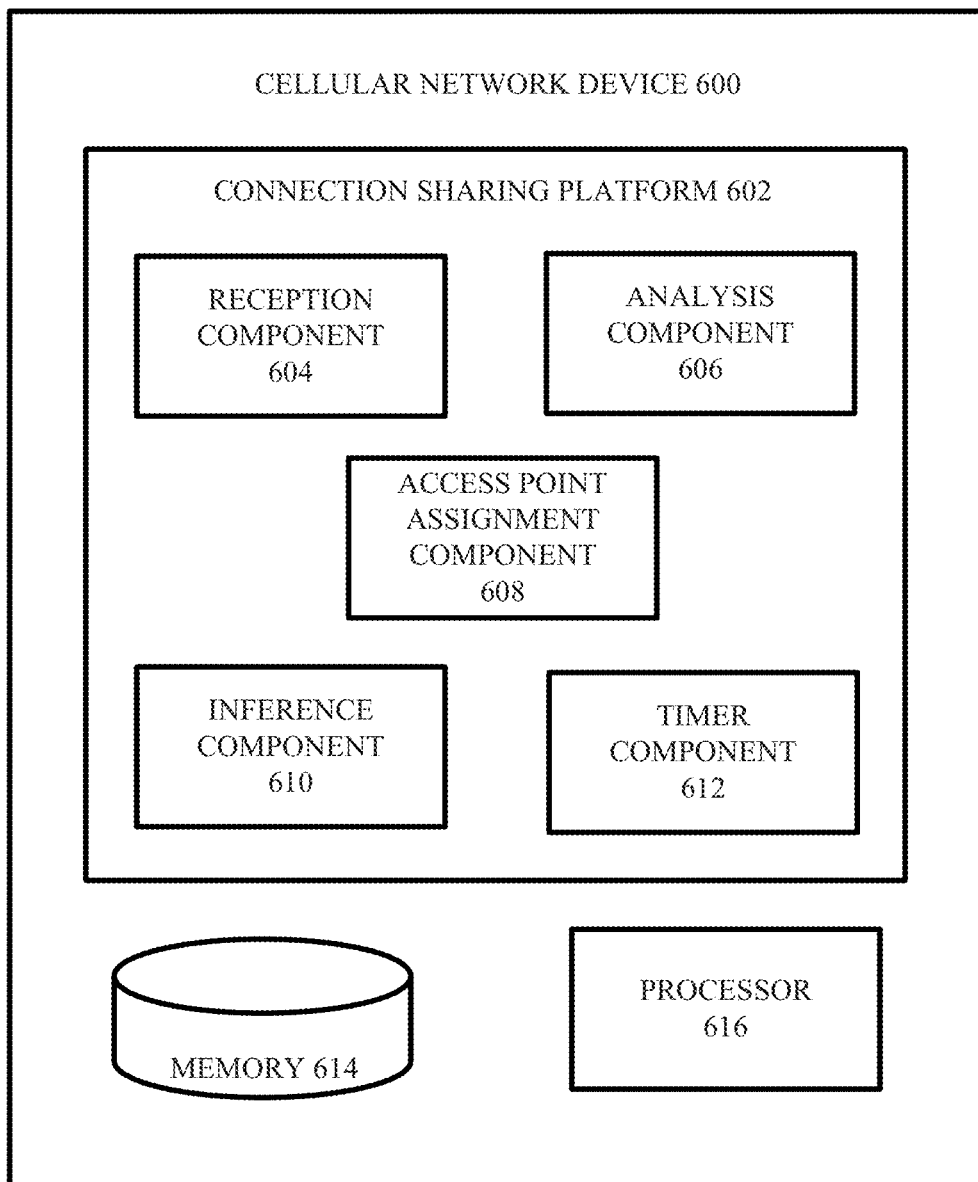 CELLULAR NETWORK DEVICE 600
CONNECTION SHARING PLATFORM 602
RECEPTION
COMPONENT
604
ANALYSIS
COMPONENT
606
ACCESS POINT
ASSIGNMENT
COMPONENT
608
INFERENCE
COMPONENT
610
TIMER
COMPONENT
612
MEMORY 614
PROCESSOR
616